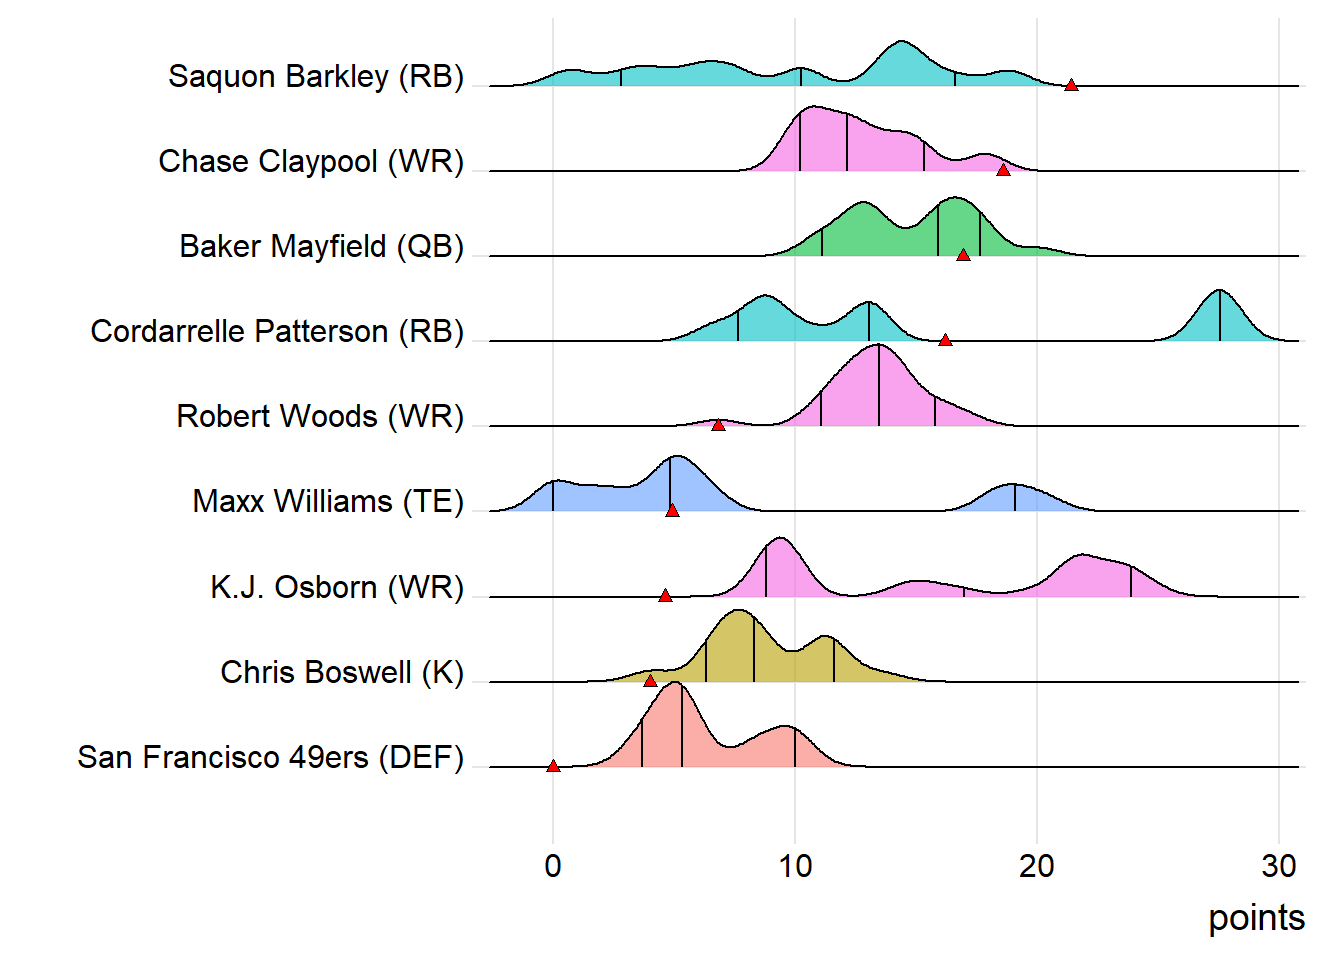 Saquon Barkley (RB)
Chase Claypool (WR)
Baker Mayfield (QB)
Cordarrelle Patterson (RB)
Robert Woods (WR)
Maxx Williams (TE)
K.J. Osborn (WR)
Chris Boswell (K)
San Francisco 49ers (DEF)
0 10 20 30
points